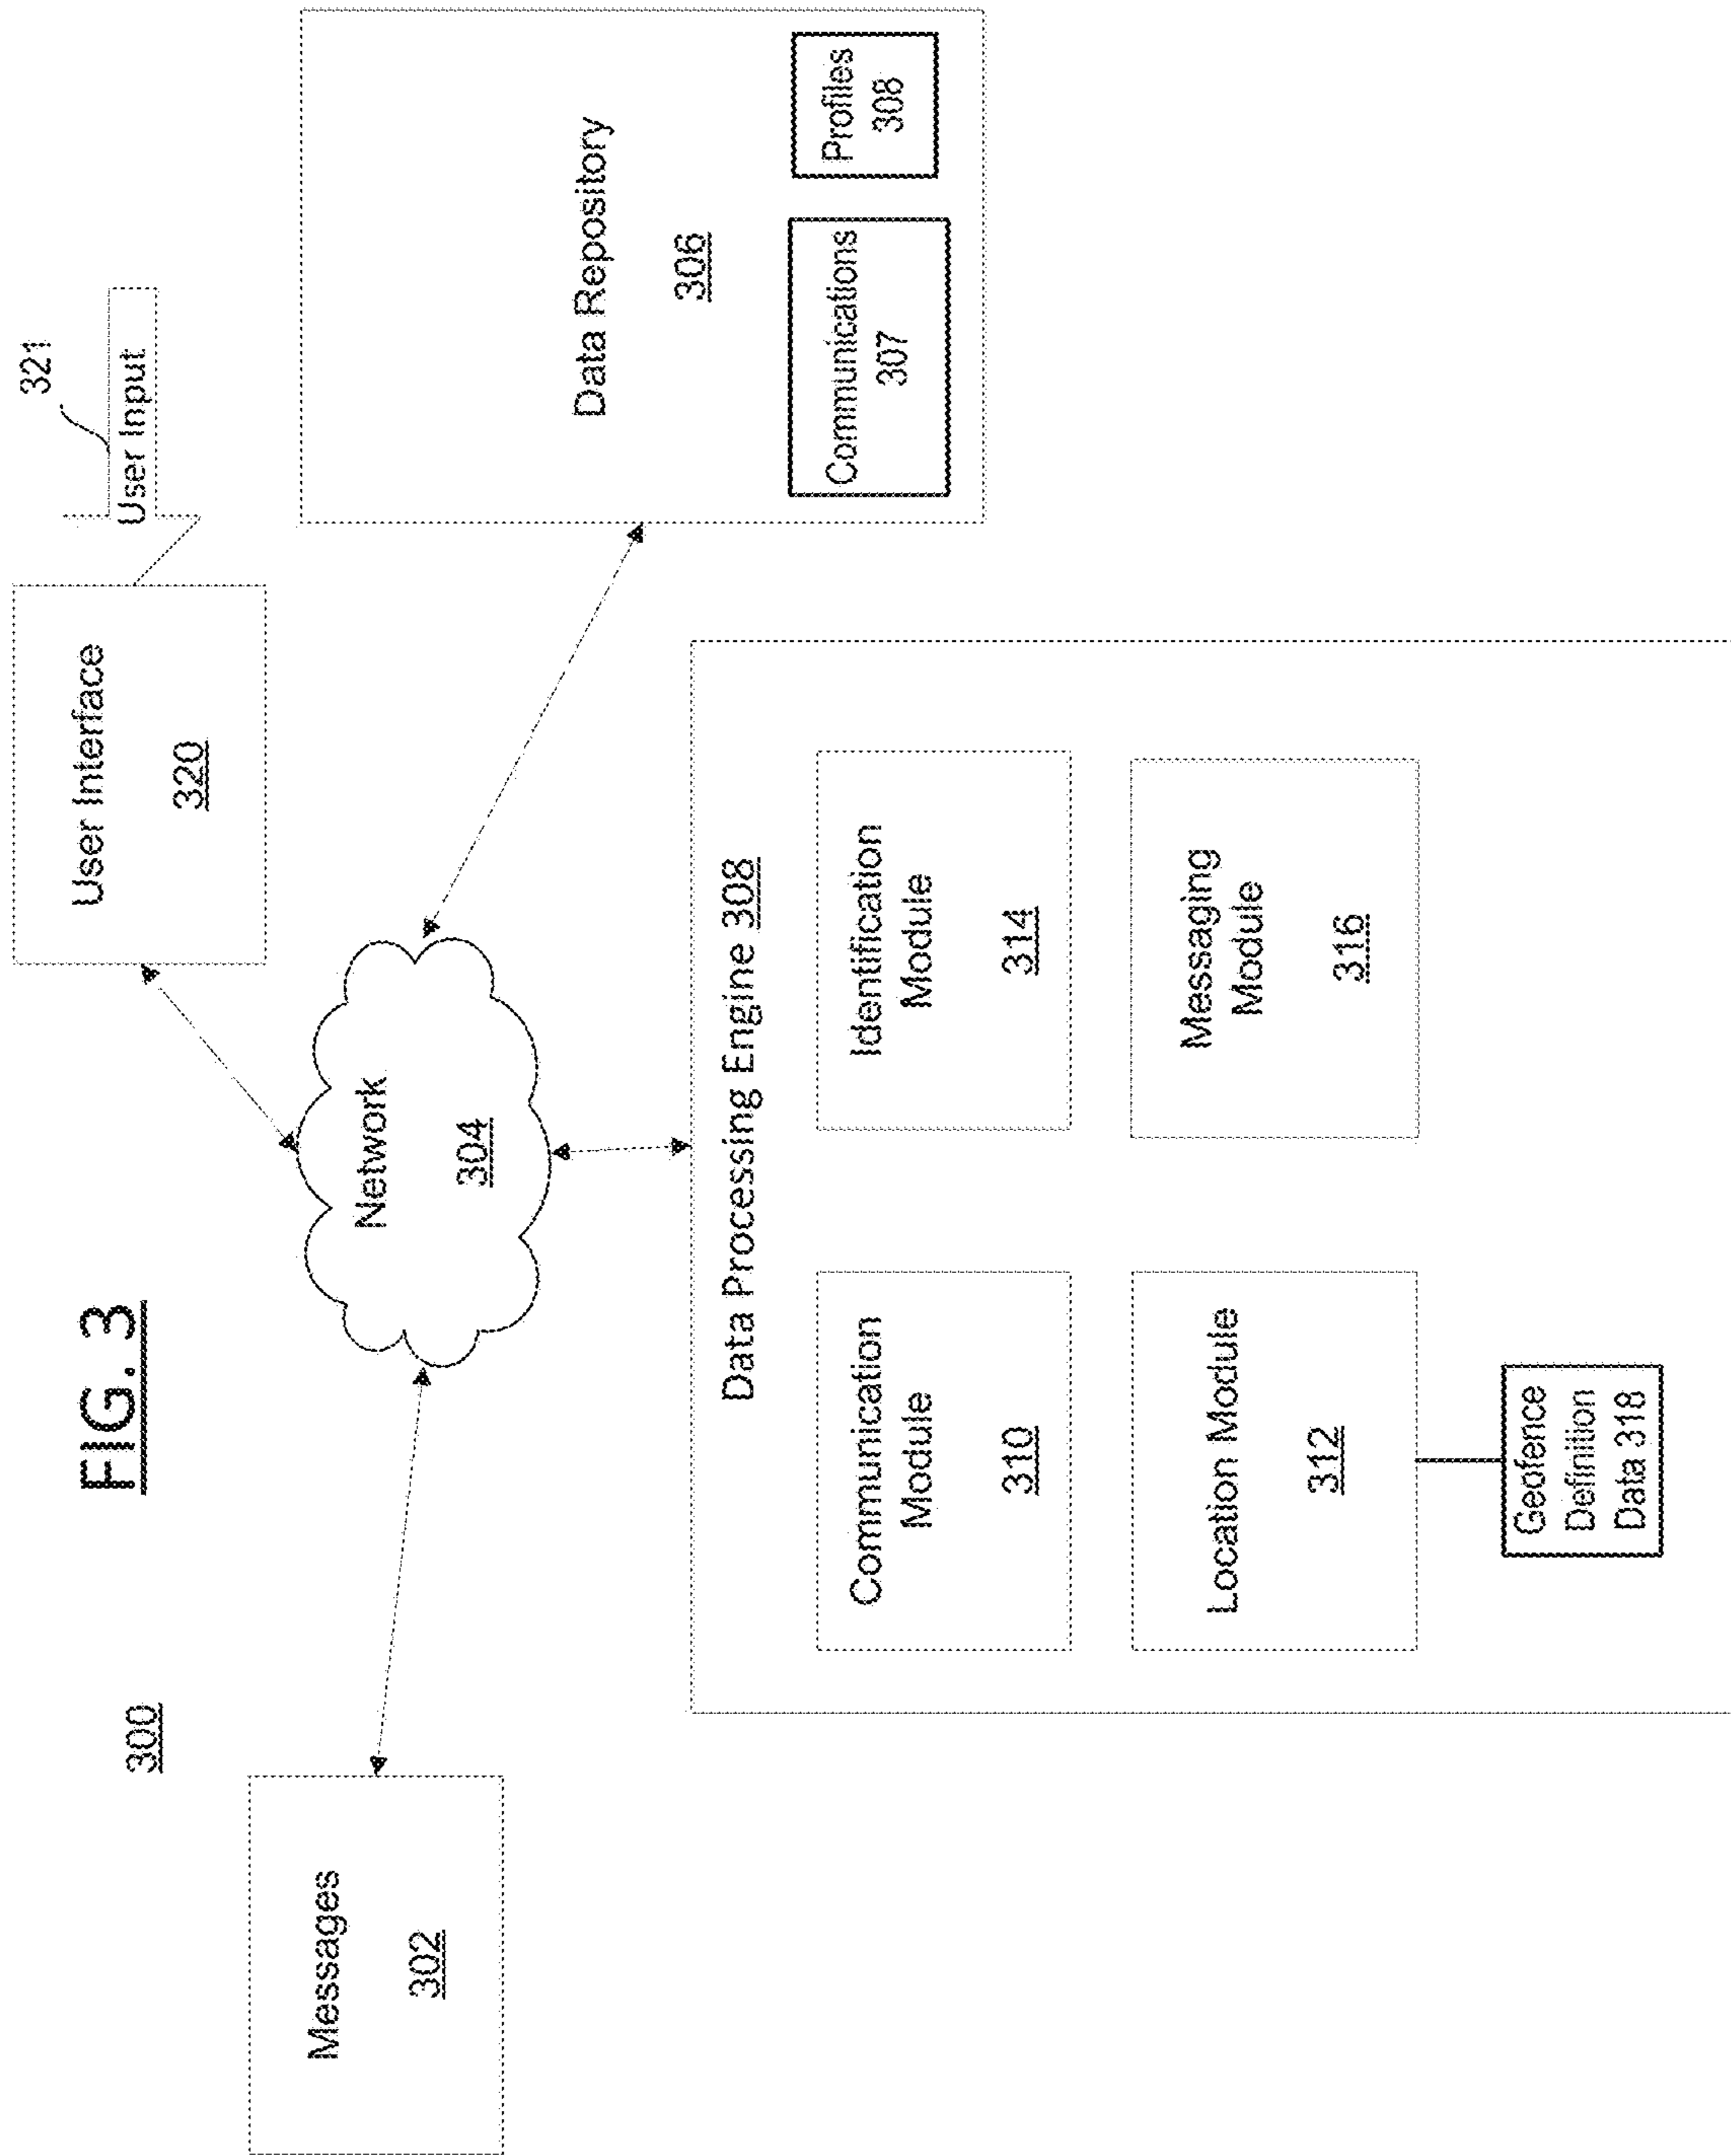 FIG. 3
300
321
User Input
User Interface
320
Network
304
Messages
302
Data Repository
306
Communications
307
Profiles
308
Data Processing Engine 308
Communication
Module
310
Identification
Module
314
Location Module
312
Messaging
Module
316
Geofence
Definition
Data 318